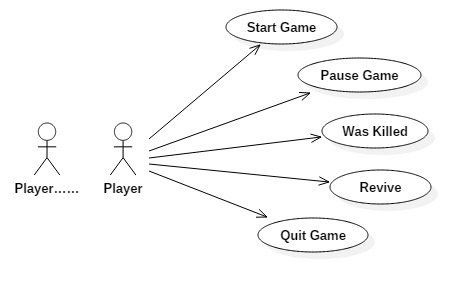 Start Game
Pause Game
Was Killed
Player...... Player
Revive
Quit Game